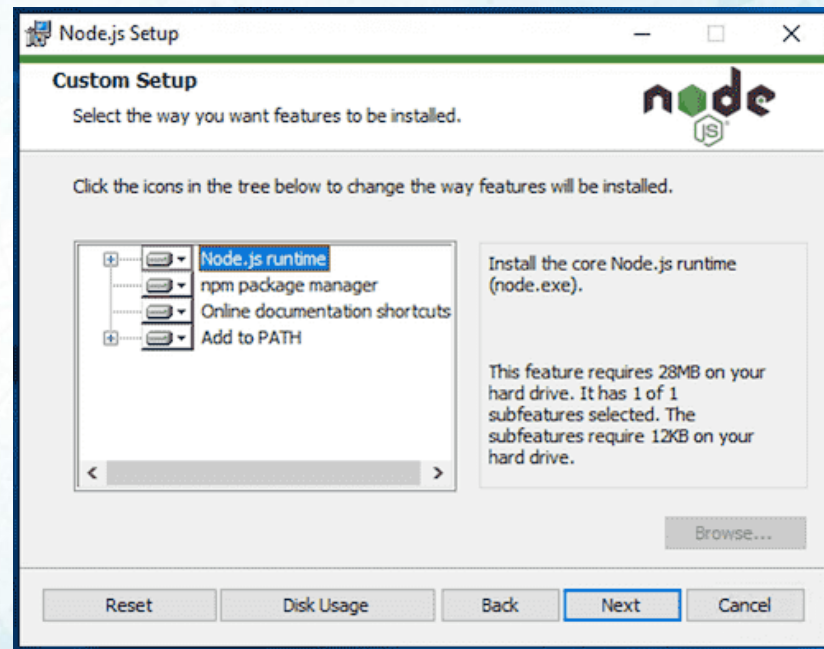 Node.js Setup
Custom Setup
Select the way you want features to be installed.
node
JS
Click the icons in the tree below to change the way features will be installed.
Node.js runtime
npm package manager
Online documentation shortcuts
Add to PATH
Install the core Node.js runtime
(node.exe).
This feature requires 28MB on your
hard drive. It has 1 of 1
subfeatures selected. The
subfeatures require 12KB on your
hard drive.
Browse...
Reset Disk Usage Back Next Cancel